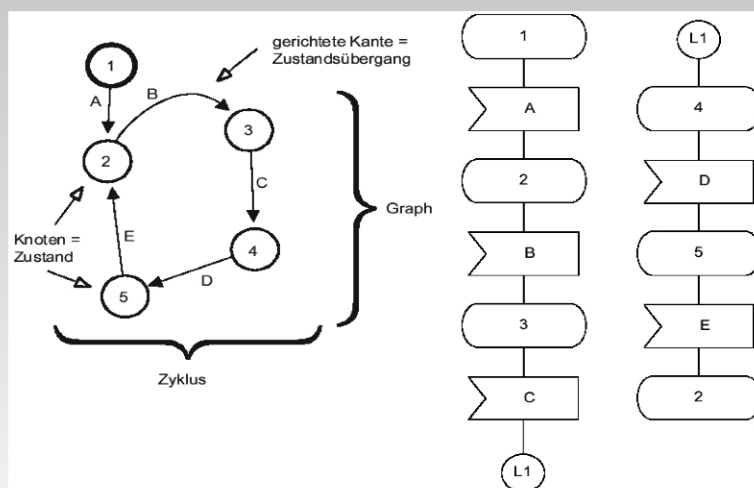 gerichtete Kante =
Zustandsübergang
1
A
B
2
3
C
Graph
Knoten =
Zustand
E
4
D
5
Zyklus
1
A
2
B
3
C
L1
L1
4
D
5
E
2